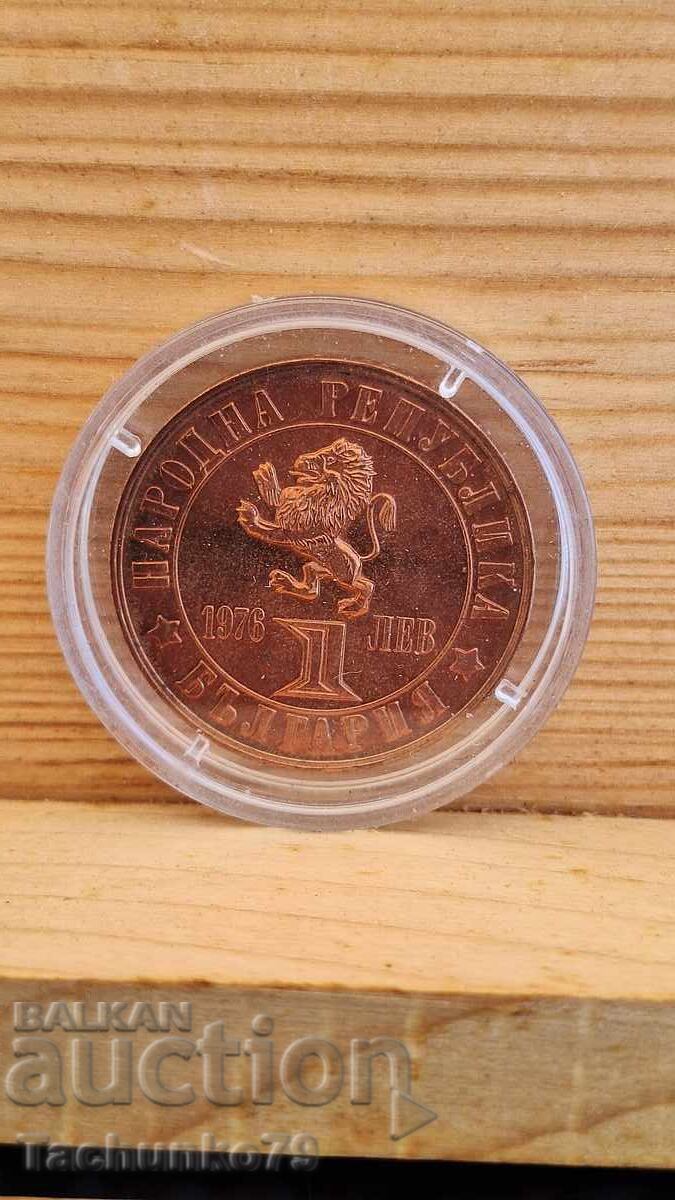 НАРОДНА РЕПУБЛИКА
1976
1
ЛЕВ
БЪЛГАРИЯ
BALKAN
auction
Tachunko79